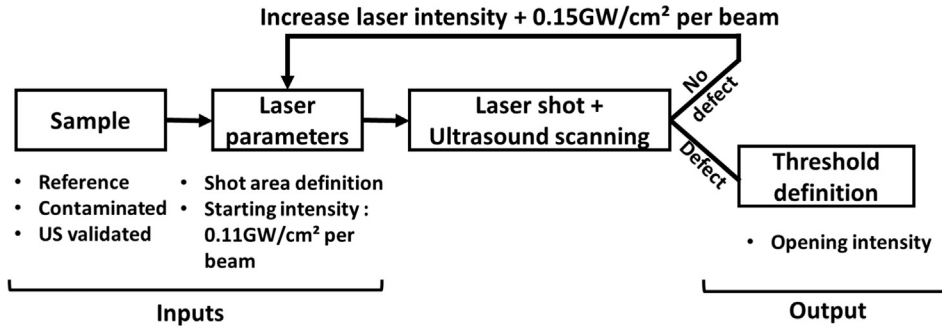 Increase laser intensity + 0.15GW/cm² per beam
Sample
Laser
parameters
Laser shot +
Ultrasound scanning
No
defect
Defect
Threshold
definition
• Reference
• Contaminated
• US validated
• Shot area definition
• Starting intensity :
0.11GW/cm² per
beam
• Opening intensity
Inputs
Output